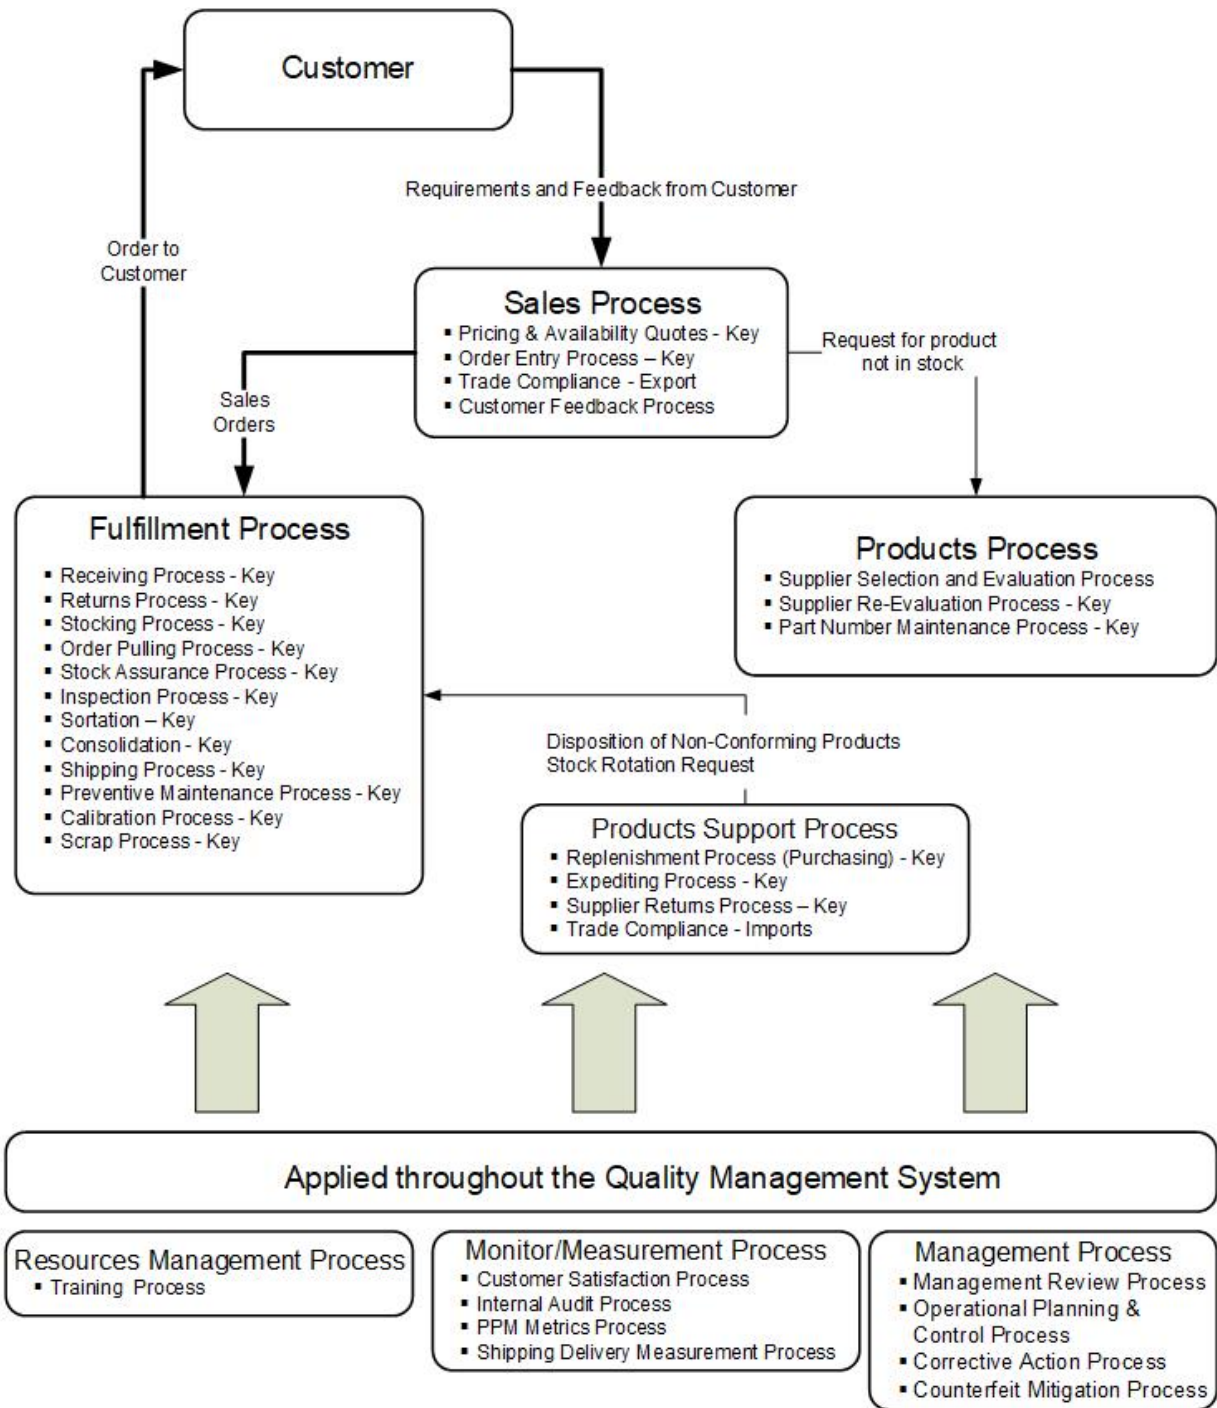 Customer
Requirements and Feedback from Customer
Order to
Customer
Sales Process
▪ Pricing & Availability Quotes - Key
▪ Order Entry Process – Key
▪ Trade Compliance - Export
▪ Customer Feedback Process
Request for product
not in stock
Sales
Orders
Fulfillment Process
▪ Receiving Process - Key
▪ Returns Process - Key
▪ Stocking Process - Key
▪ Order Pulling Process - Key
▪ Stock Assurance Process - Key
▪ Inspection Process - Key
▪ Sortation – Key
▪ Consolidation - Key
▪ Shipping Process - Key
▪ Preventive Maintenance Process - Key
▪ Calibration Process - Key
▪ Scrap Process - Key
Products Process
▪ Supplier Selection and Evaluation Process
▪ Supplier Re-Evaluation Process - Key
▪ Part Number Maintenance Process - Key
Disposition of Non-Conforming Products
Stock Rotation Request
Products Support Process
▪ Replenishment Process (Purchasing) - Key
▪ Expediting Process - Key
▪ Supplier Returns Process – Key
▪ Trade Compliance - Imports
Applied throughout the Quality Management System
Resources Management Process
▪ Training Process
Monitor/Measurement Process
▪ Customer Satisfaction Process
▪ Internal Audit Process
▪ PPM Metrics Process
▪ Shipping Delivery Measurement Process
Management Process
▪ Management Review Process
▪ Operational Planning &
Control Process
▪ Corrective Action Process
▪ Counterfeit Mitigation Process